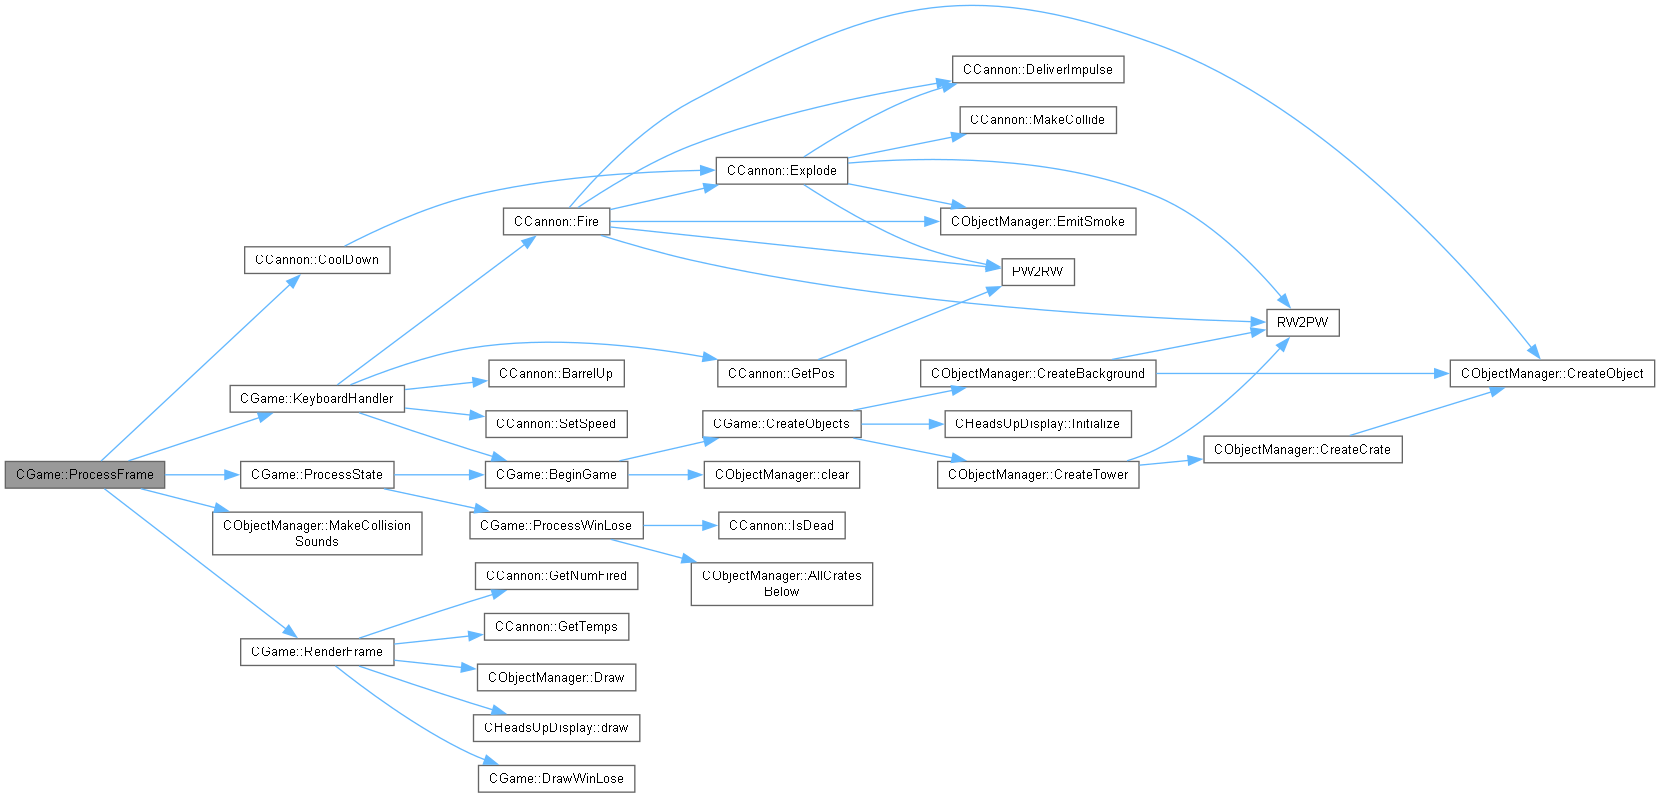 CCannon::DeliverImpulse
CCannon::MakeCollide
CCannon::Explode
CCannon::Fire
CObjectManager::EmitSmoke
CCannon::CoolDown
PW2RW
RW2PW
CCannon::BarrelUp
CCannon::GetPos
CObjectManager::CreateBackground
CObjectManager::CreateObject
CGame::KeyboardHandler
CCannon::SetSpeed
CGame::CreateObjects
CHeadsUpDisplay::Initialize
CObjectManager::CreateCrate
CGame::ProcessFrame
CGame::ProcessState
CGame::BeginGame
CObjectManager::clear
CObjectManager::CreateTower
CObjectManager::MakeCollision
Sounds
CGame::ProcessWinLose
CCannon::IsDead
CCannon::GetNumFired
CObjectManager::AllCrates
Below
CCannon::GetTemps
CGame::RenderFrame
CObjectManager::Draw
CHeadsUpDisplay::draw
CGame::DrawWinLose